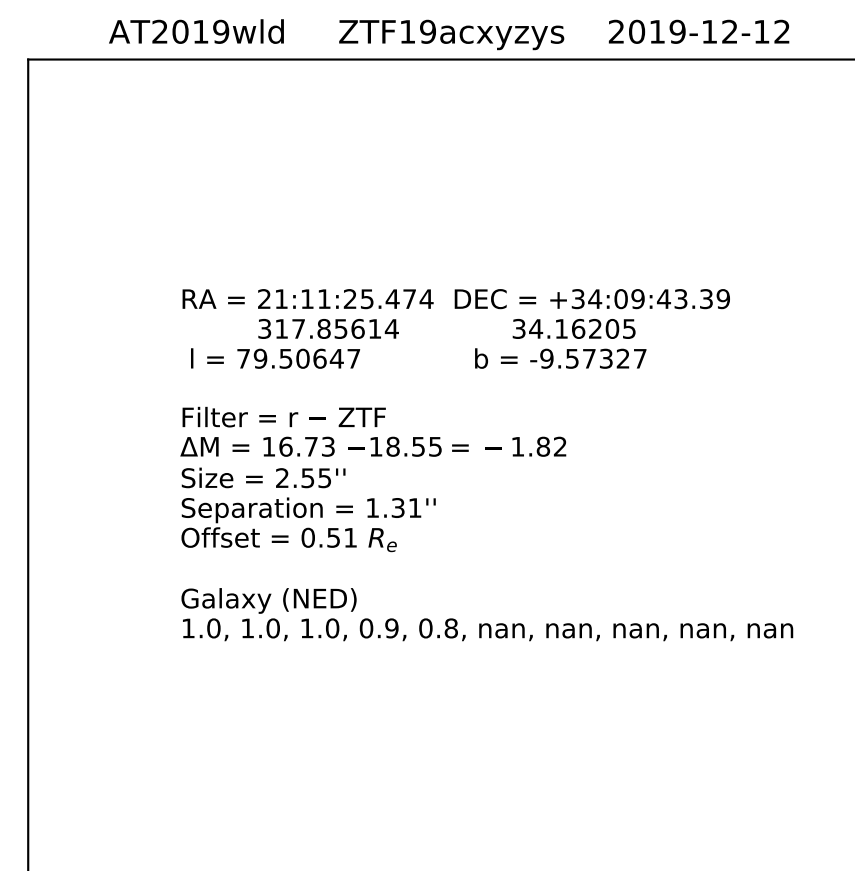 AT2019wld ZTF19acxyzys 2019-12-12
RA = 21:11:25.474 DEC = +34:09:43.39
317.85614 34.16205
l = 79.50647 b = -9.57327
Filter = r − ZTF
ΔM = 16.73 −18.55 = − 1.82
Size = 2.55''
Separation = 1.31''
Offset = 0.51 Re
Galaxy (NED)
1.0, 1.0, 1.0, 0.9, 0.8, nan, nan, nan, nan, nan